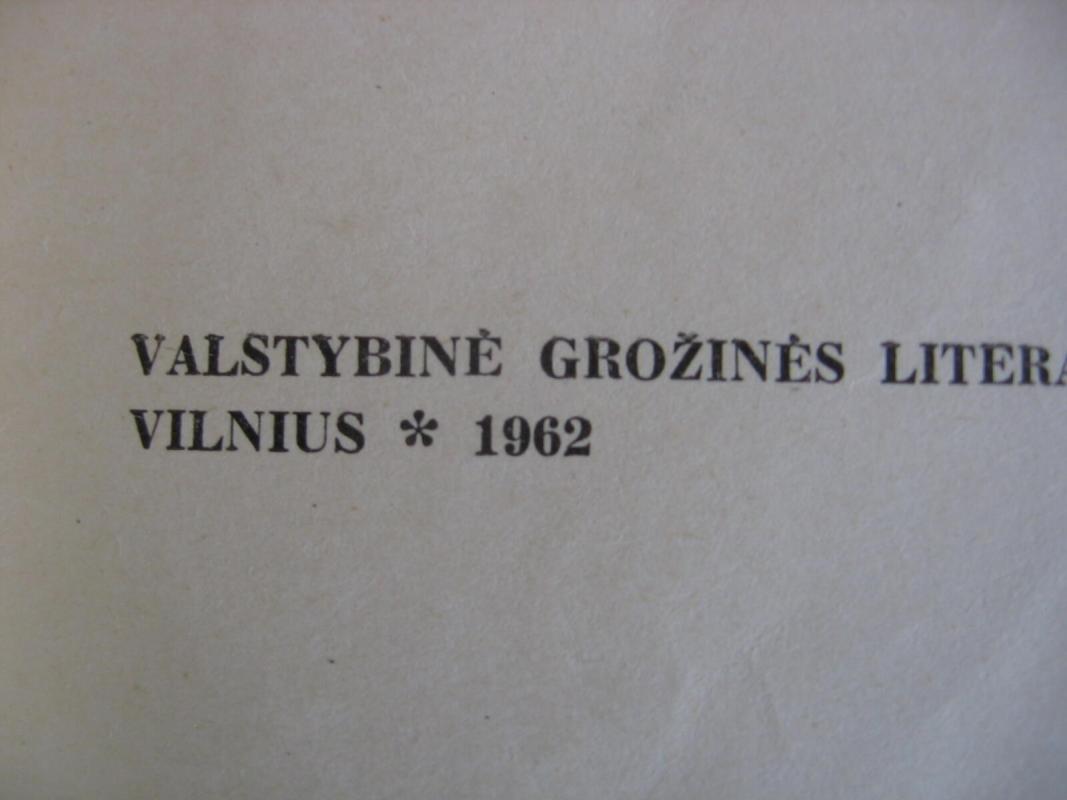 VALSTYBINĖ GROŽINĖS LITERA
VILNIUS * 1962